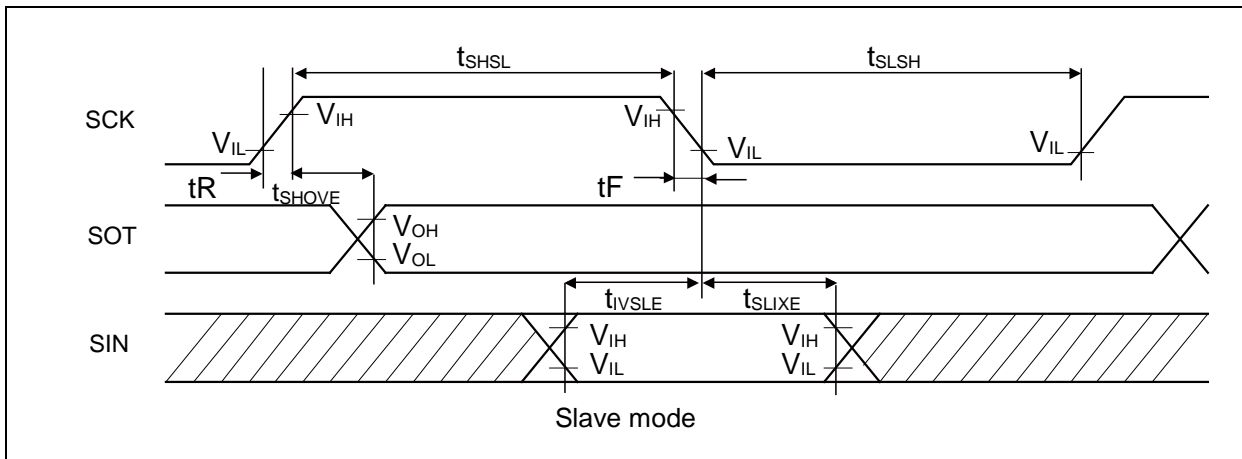 tSHSL
tSLSH
SCK
VIH
VIH
VIL
VIL
VIL
tR
tSHOVE
tF
SOT
VOH
VOL
tIVSLE
tSLIXE
SIN
VIH
VIH
VIL
VIL
Slave mode